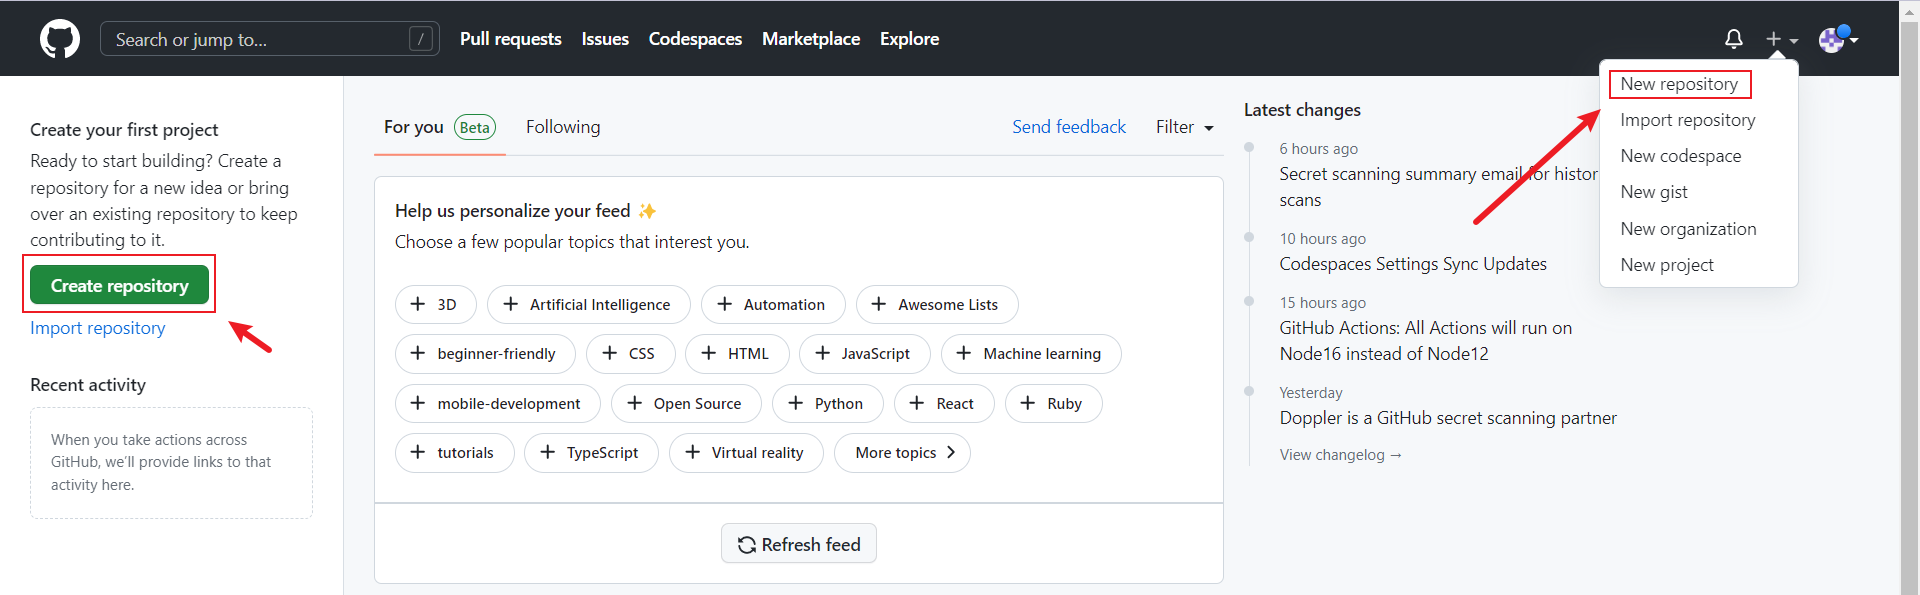 Search or jump to... /
Pull requests
Issues
Codespaces
Marketplace
Explore
New repository
Import repository
New codespace
New gist
New organization
New project
Create your first project
Ready to start building? Create a
repository for a new idea or bring
over an existing repository to keep
contributing to it.
Create repository
Import repository
Recent activity
When you take actions across
GitHub, we'll provide links to that
activity here.
For you Beta
Following
Send feedback
Filter
Help us personalize your feed ✨
Choose a few popular topics that interest you.
3D
Artificial Intelligence
Automation
Awesome Lists
beginner-friendly
CSS
HTML
JavaScript
Machine learning
mobile-development
Open Source
Python
React
Ruby
tutorials
TypeScript
Virtual reality
More topics
Refresh feed
Latest changes
6 hours ago
Secret scanning summary email for histor
scans
10 hours ago
Codespaces Settings Sync Updates
15 hours ago
GitHub Actions: All Actions will run on
Node16 instead of Node12
Yesterday
Doppler is a GitHub secret scanning partner
View changelog →